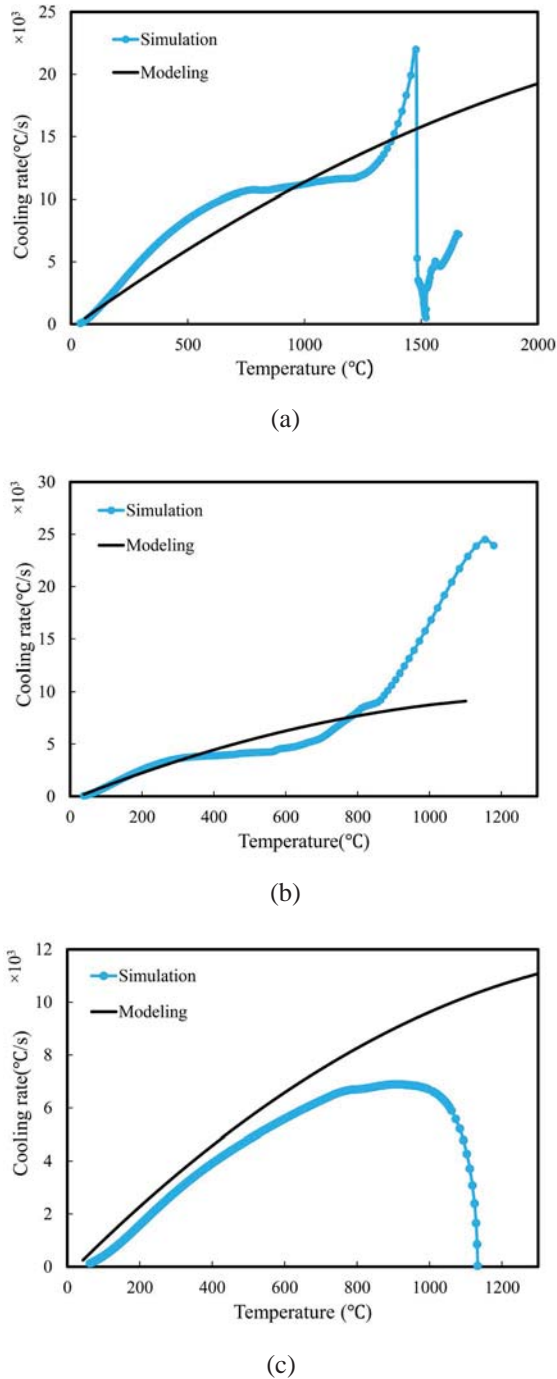 ×10³
25
Simulation
Modeling
20
15
10
5
0
Cooling rate(℃/s)
0 500 1000 1500 2000
Temperature (℃)
(a)
×10³
30
Simulation
25
Modeling
20
15
10
5
0
Cooling rate(℃/s)
0 200 400 600 800 1000 1200
Temperature(℃)
(b)
×10³
12
Simulation
10
Modeling
8
6
4
2
0
Cooling rate(℃/s)
0 200 400 600 800 1000 1200
Temperature (℃)
(c)